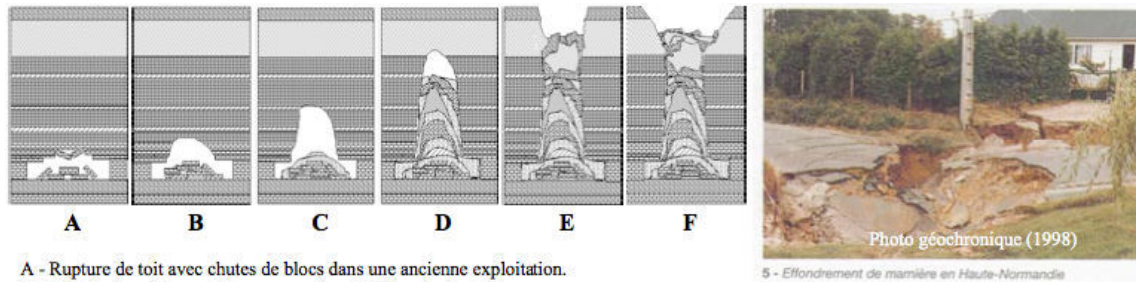 A B C D E F
A - Rupture de toit avec chutes de blocs dans une ancienne exploitation.
Photo géochronique (1998)
5 - Effondrement de marnière en Haute-Normandie